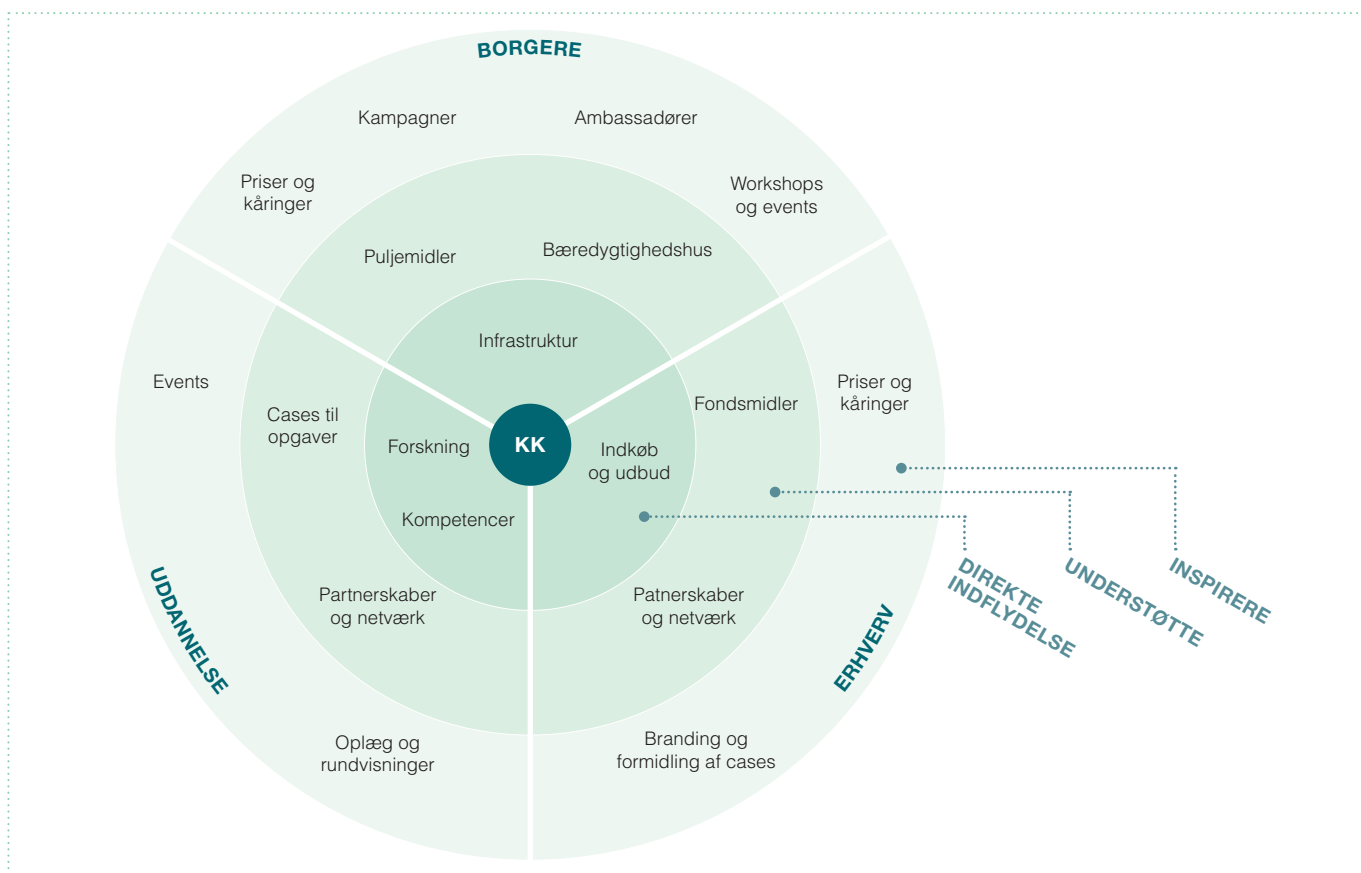 BORGERE
Kampagner
Ambassadører
Priser og
kåringer
Workshops
og events
Puljemidler
Bæredygtighedshus
Infrastruktur
Events
Cases til
opgaver
Forskning
KK
Indkøb
og udbud
Fondsmidler
Priser og
kåringer
Kompetencer
Partnerskaber
og netværk
Patnerskaber
og netværk
UDDANNELSE
ERHVERV
DIREKTE
INDFLYDELSE
UNDERSTØTTE
INSPIRERE
Oplæg og
rundvisninger
Branding og
formidling af cases